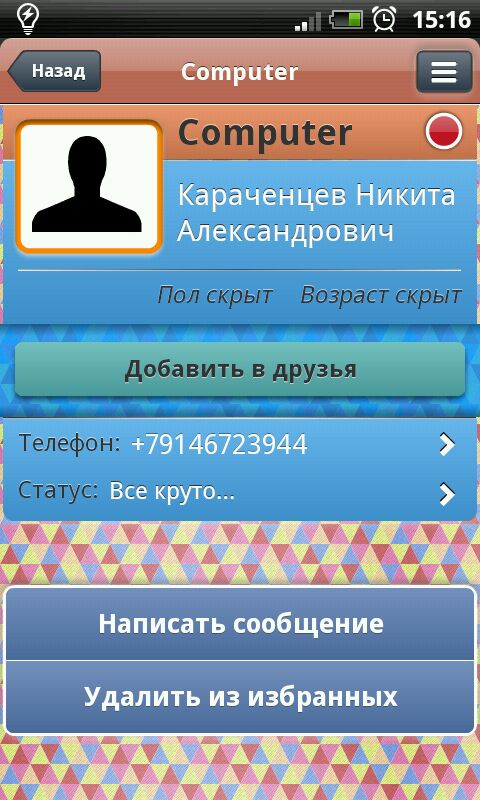 15:16
Назад
Computer
Computer
Караченцев Никита
Александрович
Пол скрыт Возраст скрыт
Добавить в друзья
Телефон: +79146723944
Статус: Все круто...
Написать сообщение
Удалить из избранных